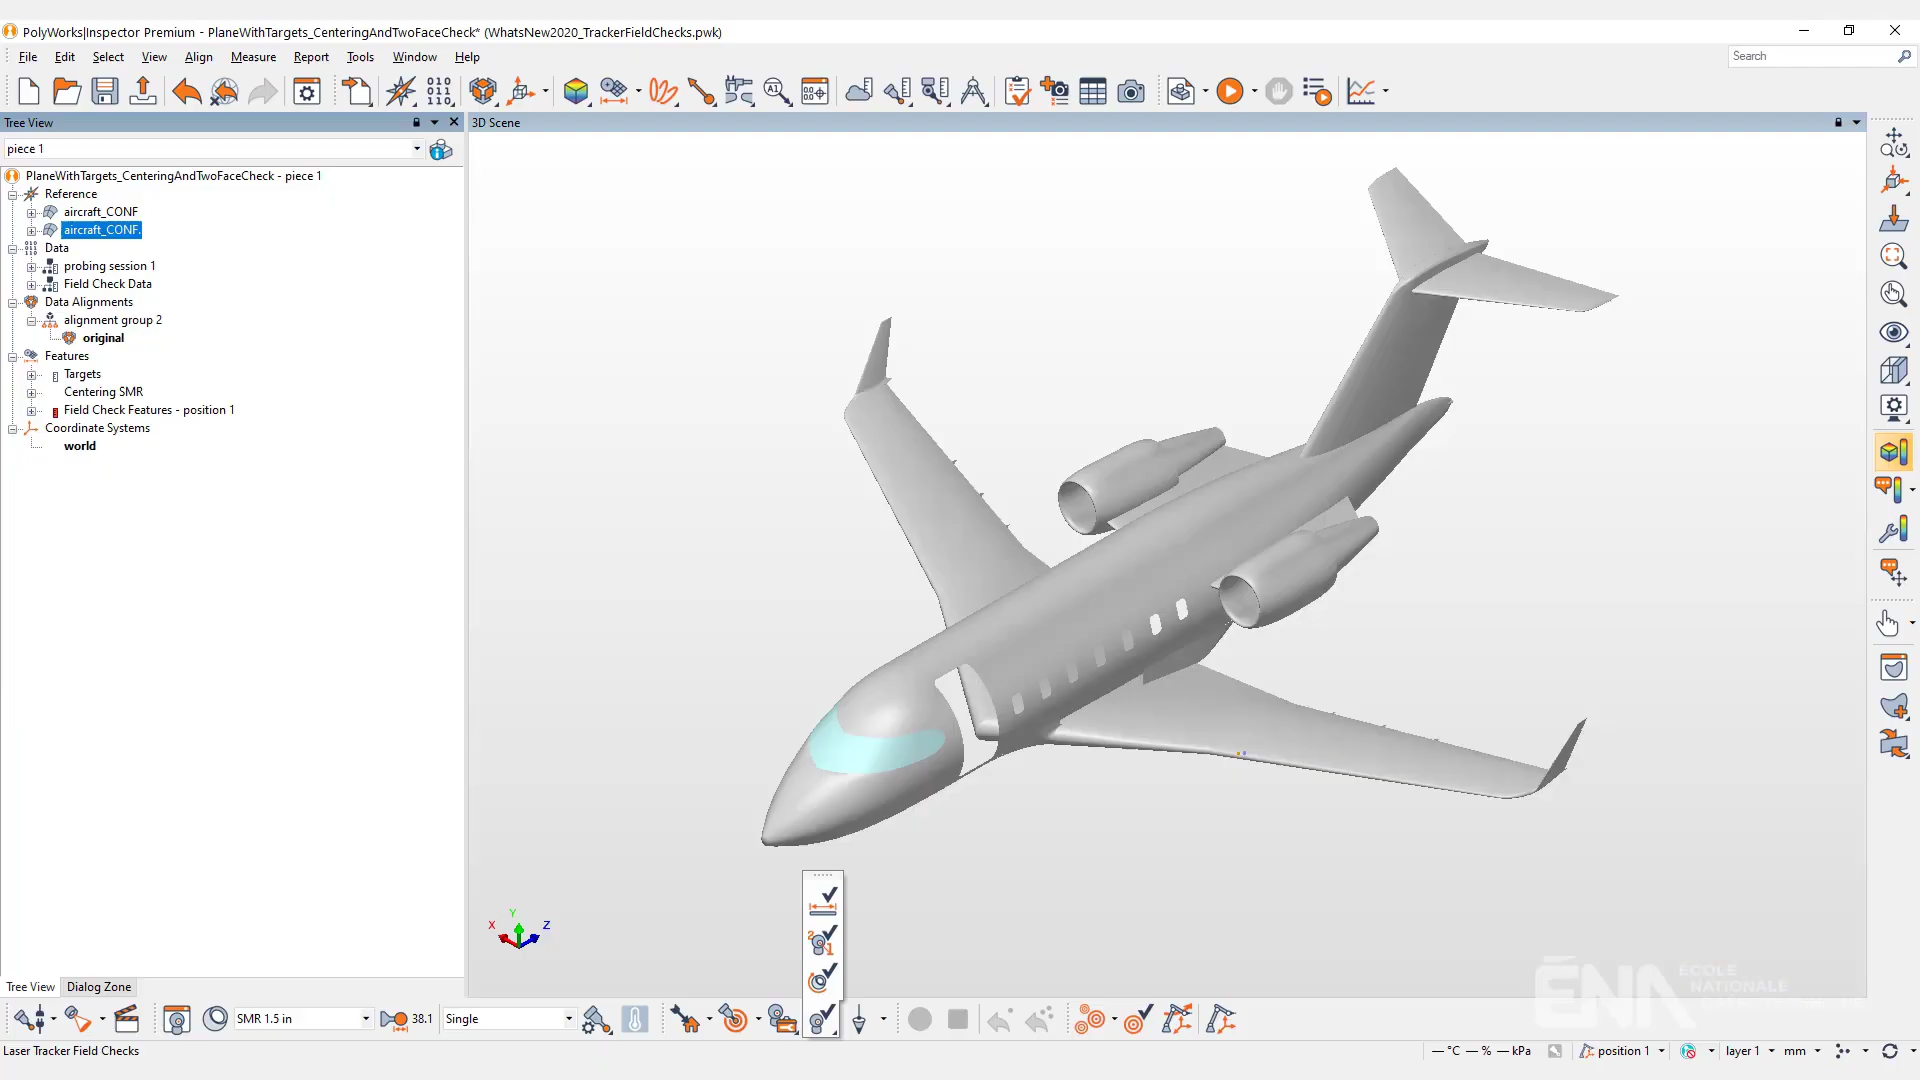 PolyWorks|Inspector Premium - PlaneWithTargets_CenteringAndTwoFaceCheck* (WhatsNew2020_TrackerFieldChecks.pwk)
File Edit Select View Align Measure Report Tools Window Help
Search
Tree View
3D Scene
piece 1
PlaneWithTargets_CenteringAndTwoFaceCheck - piece 1
Reference
aircraft_CONF
aircraft_CONF.
Data
probing session 1
Field Check Data
Data Alignments
alignment group 2
original
Features
Targets
Centering SMR
Field Check Features - position 1
Coordinate Systems
world
X Y Z
ÉNA ÉCOLE
NATIONALE
Tree View Dialog Zone
SMR 1.5 in
38.1
Single
Laser Tracker Field Checks
— °C — % — kPa
position 1
layer 1
mm